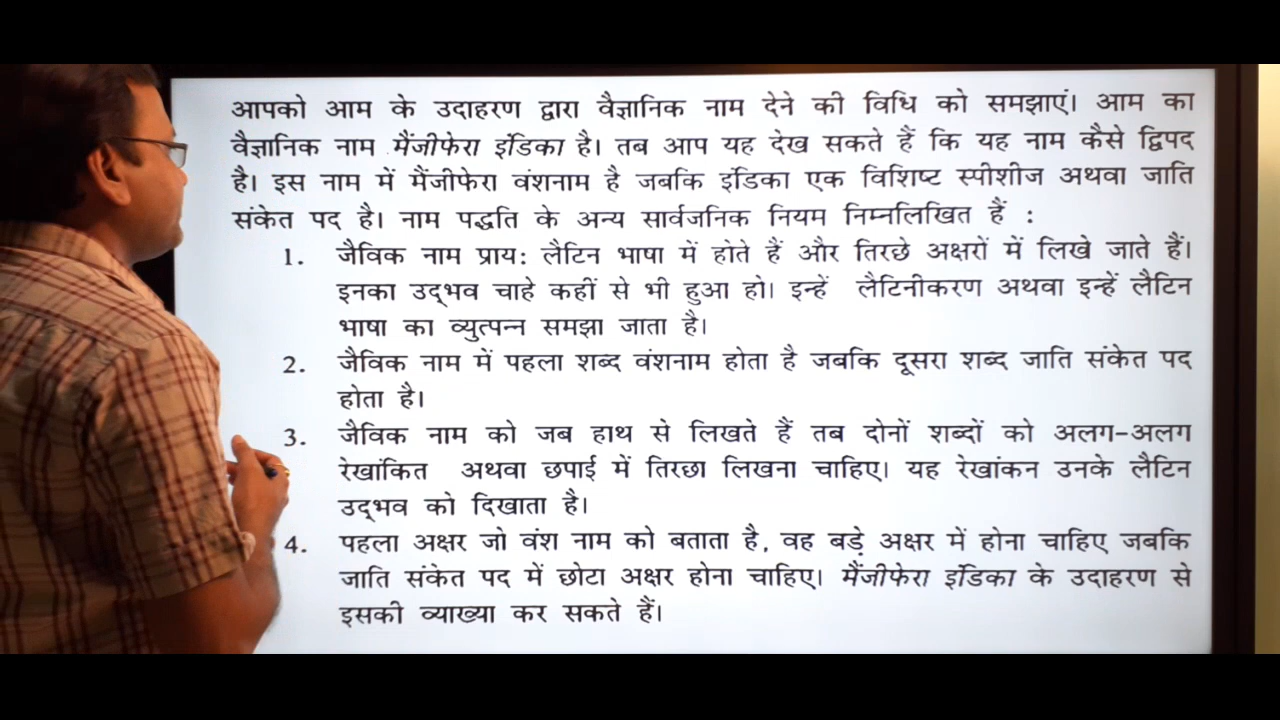 आपको आम के उदाहरण द्वारा वैज्ञानिक नाम देने की विधि को समझाएं। आम का
वैज्ञानिक नाम मैंजीफेरा इंडिका है। तब आप यह देख सकते हैं कि यह नाम कैसे द्विपद
है। इस नाम में मैंजीफेरा वंशनाम है जबकि इंडिका एक विशिष्ट स्पीशीज अथवा जाति
संकेत पद है। नाम पद्धति के अन्य सार्वजनिक नियम निम्नलिखित हैं :
1. जैविक नाम प्राय: लैटिन भाषा में होते हैं और तिरछे अक्षरों में लिखे जाते हैं।
इनका उद्भव चाहे कहीं से भी हुआ हो। इन्हें लैटिनीकरण अथवा इन्हें लैटिन
भाषा का व्युत्पन्न समझा जाता है।
2. जैविक नाम में पहला शब्द वंशनाम होता है जबकि दूसरा शब्द जाति संकेत पद
होता है।
3. जैविक नाम को जब हाथ से लिखते हैं तब दोनों शब्दों को अलग-अलग
रेखांकित अथवा छपाई में तिरछा लिखना चाहिए। यह रेखांकन उनके लैटिन
उद्भव को दिखाता है।
4. पहला अक्षर जो वंश नाम को बताता है, वह बड़े अक्षर में होना चाहिए जबकि
जाति संकेत पद में छोटा अक्षर होना चाहिए। मैंजीफेरा इंडिका के उदाहरण से
इसकी व्याख्या कर सकते हैं।